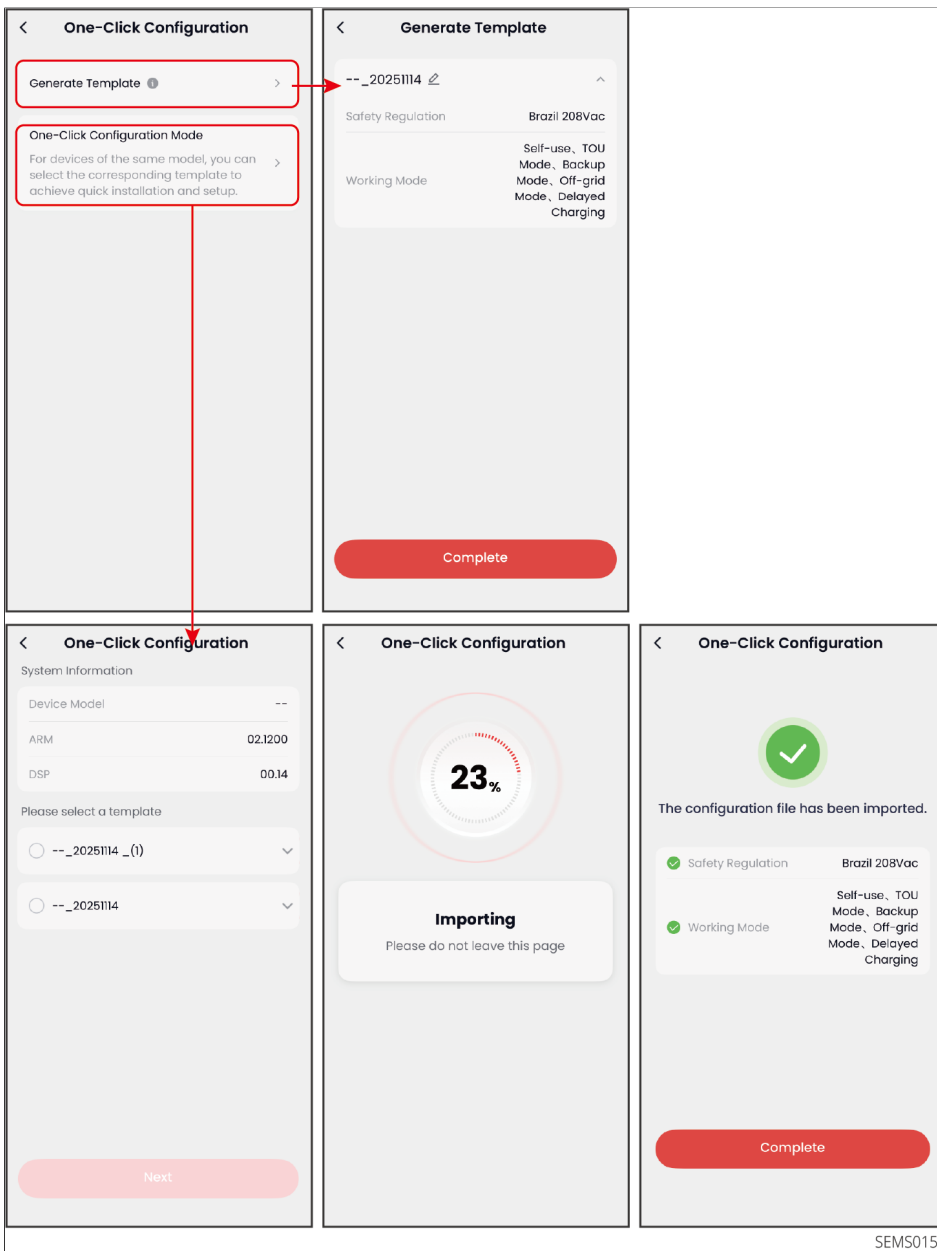 One-Click Configuration
Generate Template
One-Click Configuration Mode
For devices of the same model, you can
select the corresponding template to
achieve quick installation and setup.
Generate Template
--_20251114
Safety Regulation
Brazil 208Vac
Working Mode
Self-use、TOU
Mode、Backup
Mode、Off-grid
Mode、Delayed
Charging
Complete
One-Click Configuration
System Information
Device Model
--
ARM
02.1200
DSP
00.14
Please select a template
--_20251114 _(1)
--_20251114
Next
One-Click Configuration
23%
Importing
Please do not leave this page
One-Click Configuration
The configuration file has been imported.
Safety Regulation
Brazil 208Vac
Working Mode
Self-use、TOU
Mode、Backup
Mode、Off-grid
Mode、Delayed
Charging
Complete
SEMS015